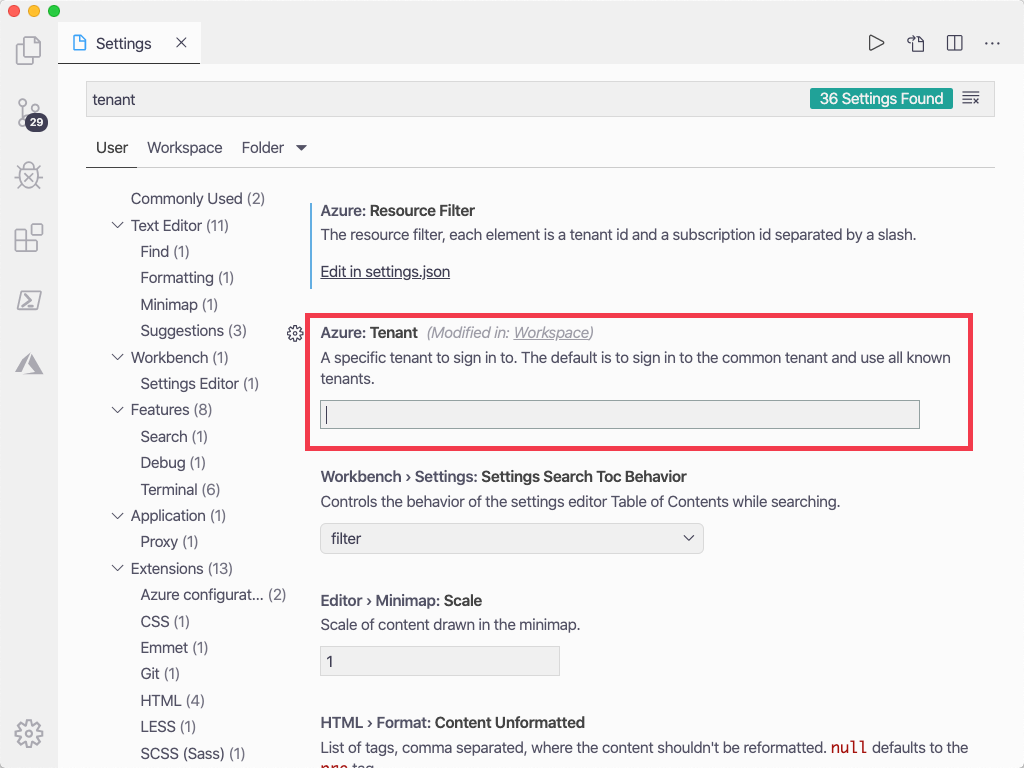 Settings
tenant
36 Settings Found
29
User Workspace Folder
Commonly Used (2)
Text Editor (11)
Find (1)
Formatting (1)
Minimap (1)
Suggestions (3)
Workbench (1)
Settings Editor (1)
Features (8)
Search (1)
Debug (1)
Terminal (6)
Application (1)
Proxy (1)
Extensions (13)
Azure configurat... (2)
CSS (1)
Emmet (1)
Git (1)
HTML (4)
LESS (1)
SCSS (Sass) (1)
Azure: Resource Filter
The resource filter, each element is a tenant id and a subscription id separated by a slash.
Edit in settings.json
Azure: Tenant (Modified in: Workspace)
A specific tenant to sign in to. The default is to sign in to the common tenant and use all known
tenants.
Workbench › Settings: Settings Search Toc Behavior
Controls the behavior of the settings editor Table of Contents while searching.
filter
Editor › Minimap: Scale
Scale of content drawn in the minimap.
1
HTML › Format: Content Unformatted
List of tags, comma separated, where the content shouldn't be reformatted. null defaults to the
pre tag.